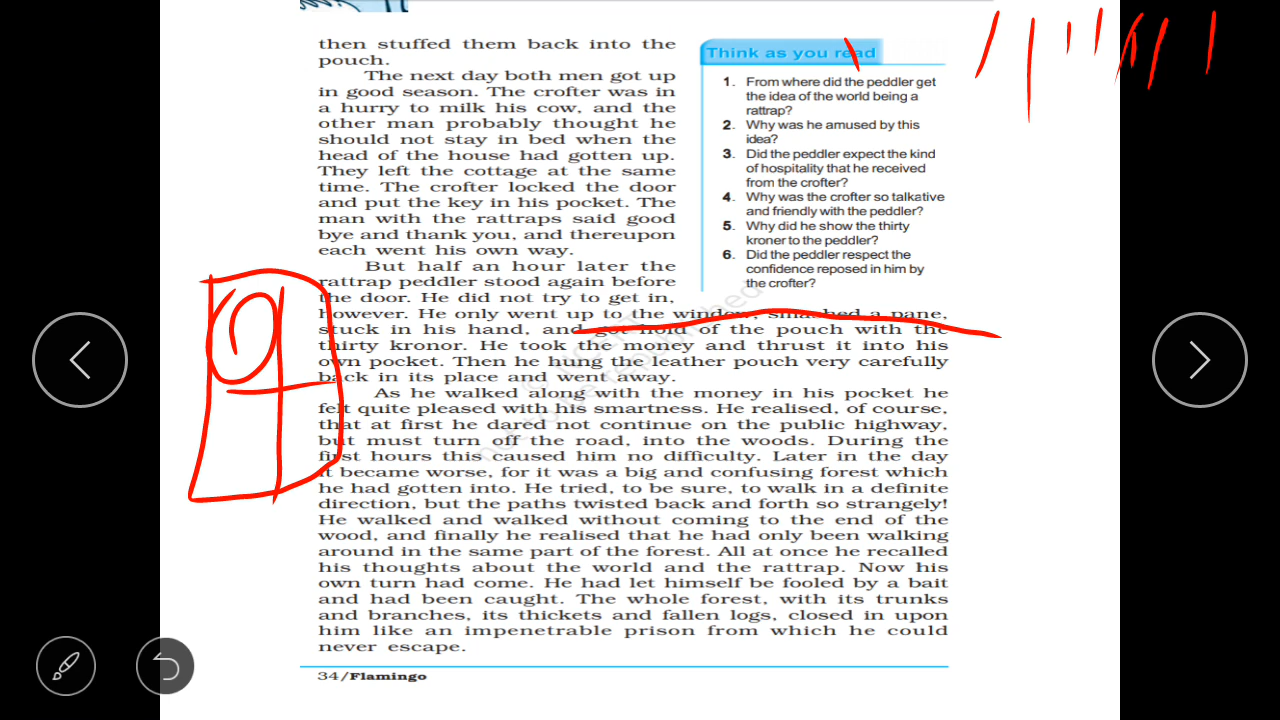 then stuffed them back into the
pouch.
The next day both men got up
in good season. The crofter was in
a hurry to milk his cow, and the
other man probably thought he
should not stay in bed when the
head of the house had gotten up.
They left the cottage at the same
time. The crofter locked the door
and put the key in his pocket. The
man with the rattraps said good
bye and thank you, and thereupon
each went his own way.
But half an hour later the
rattrap peddler stood again before
the door. He did not try to get in,
however. He only went up to the window, smashed a pane,
stuck in his hand, and got hold of the pouch with the
thirty kronor. He took the money and thrust it into his
own pocket. Then he hung the leather pouch very carefully
back in its place and went away.
As he walked along with the money in his pocket he
felt quite pleased with his smartness. He realised, of course,
that at first he dared not continue on the public highway,
but must turn off the road, into the woods. During the
first hours this caused him no difficulty. Later in the day
it became worse, for it was a big and confusing forest which
he had gotten into. He tried, to be sure, to walk in a definite
direction, but the paths twisted back and forth so strangely!
He walked and walked without coming to the end of the
wood, and finally he realised that he had only been walking
around in the same part of the forest. All at once he recalled
his thoughts about the world and the rattrap. Now his
own turn had come. He had let himself be fooled by a bait
and had been caught. The whole forest, with its trunks
and branches, its thickets and fallen logs, closed in upon
him like an impenetrable prison from which he could
never escape.
Think as you read
1. From where did the peddler get
the idea of the world being a
rattrap?
2. Why was he amused by this
idea?
3. Did the peddler expect the kind
of hospitality that he received
from the crofter?
4. Why was the crofter so talkative
and friendly with the peddler?
5. Why did he show the thirty
kroner to the peddler?
6. Did the peddler respect the
confidence reposed in him by
the crofter?
34/Flamingo
© NCERT
not to be republished